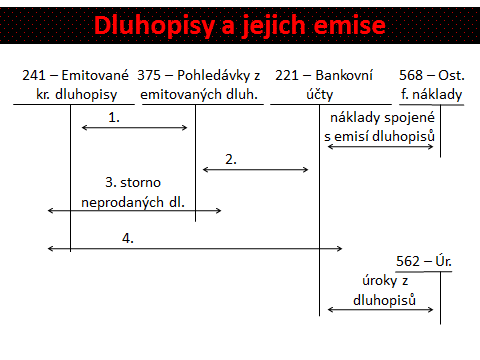 Dluhopisy a jejich emise
241 – Emitované
kr. dluhopisy
375 – Pohledávky z
emitovaných dluh.
221 – Bankovní
účty
568 – Ost.
f. náklady
1.
náklady spojené
s emisí dluhopisů
2.
3. storno
neprodaných dl.
4.
562 – Úr.
úroky z
dluhopisů